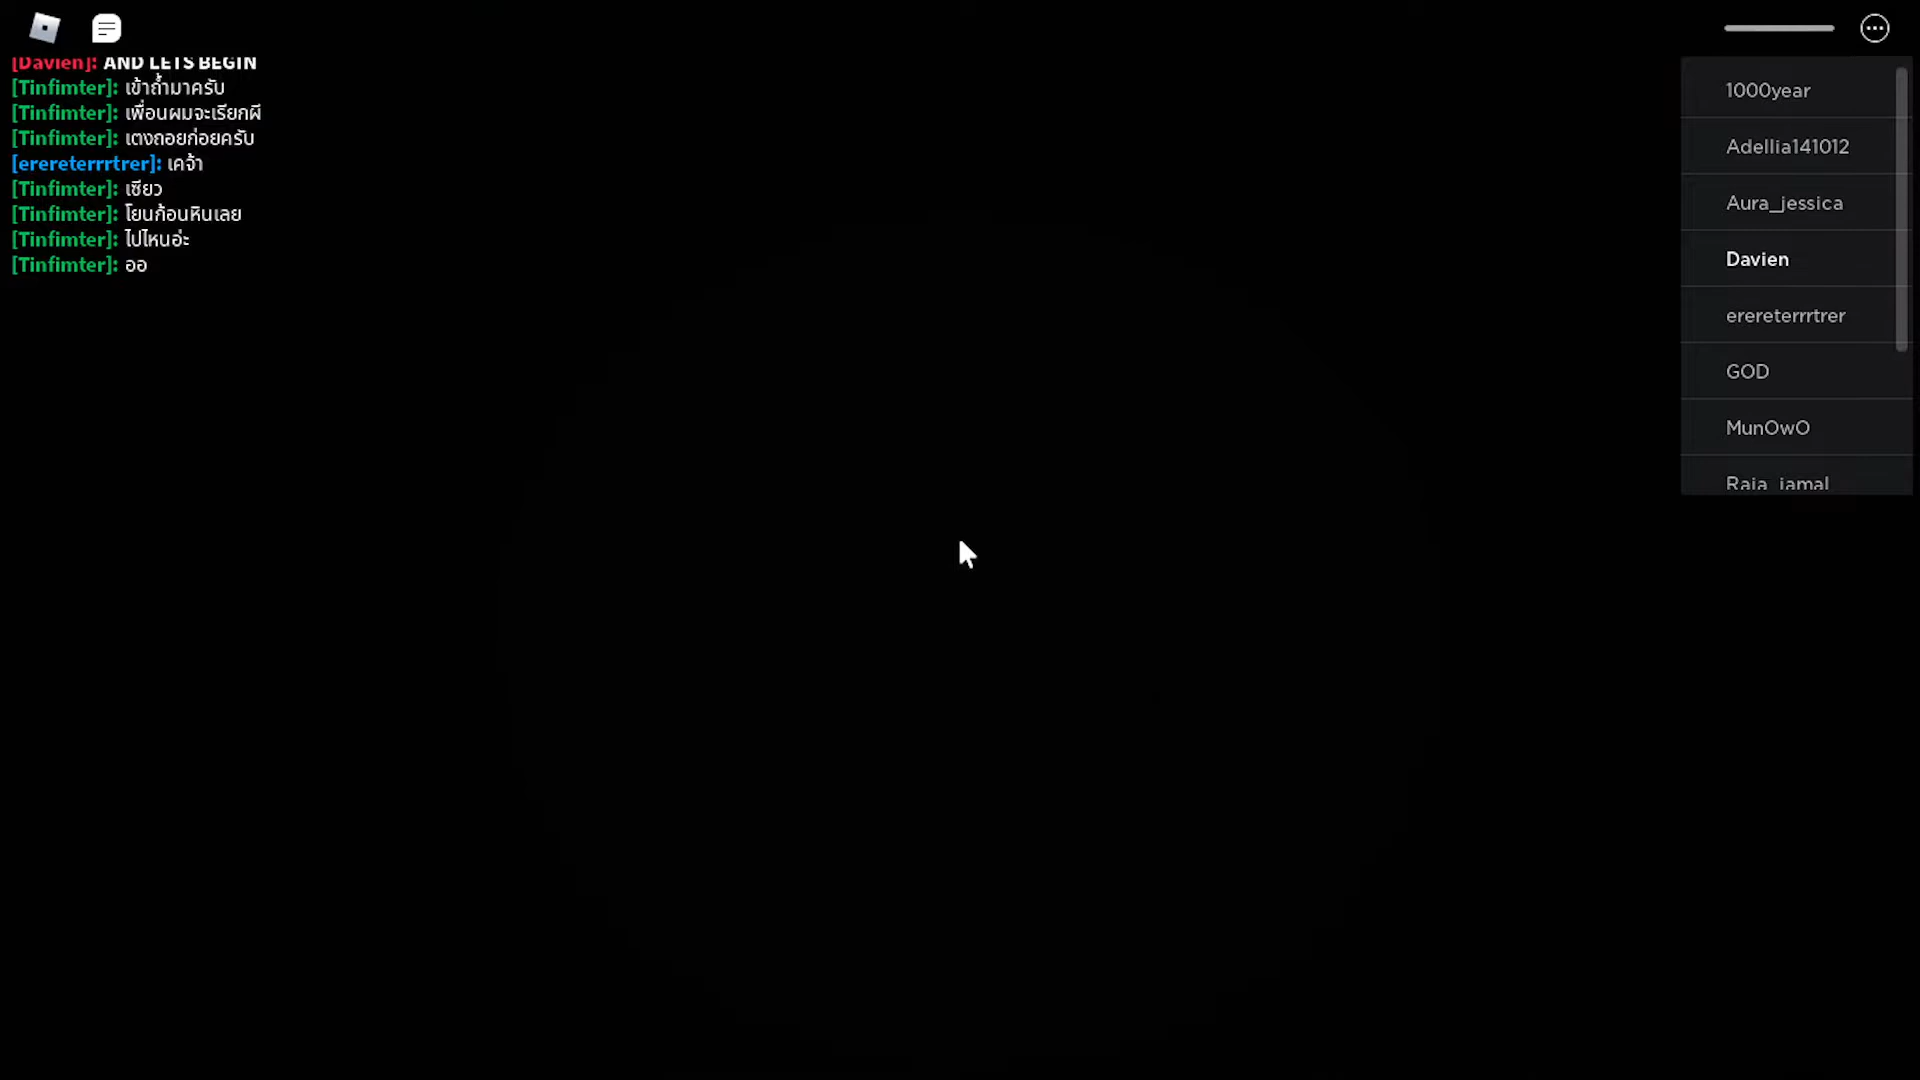 [Davien]: AND LETS BEGIN
[Tinfimter]: เข้าถ้ำมาครับ
[Tinfimter]: เพื่อนผมจะเรียกผี
[Tinfimter]: เตงถอยก่อยครับ
[erereterrrtrer]: เคจ้า
[Tinfimter]: เซียว
[Tinfimter]: โยนก้อนหินเลย
[Tinfimter]: ไปไหนอ่ะ
[Tinfimter]: ออ
1000year
Adellia141012
Aura_jessica
Davien
erereterrrtrer
GOD
MunOwO
Raja_jamal